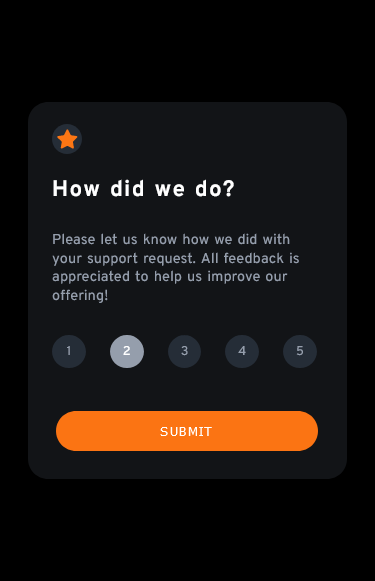 How did we do?
Please let us know how we did with
your support request. All feedback is
appreciated to help us improve our
offering!
1 2 3 4 5
SUBMIT